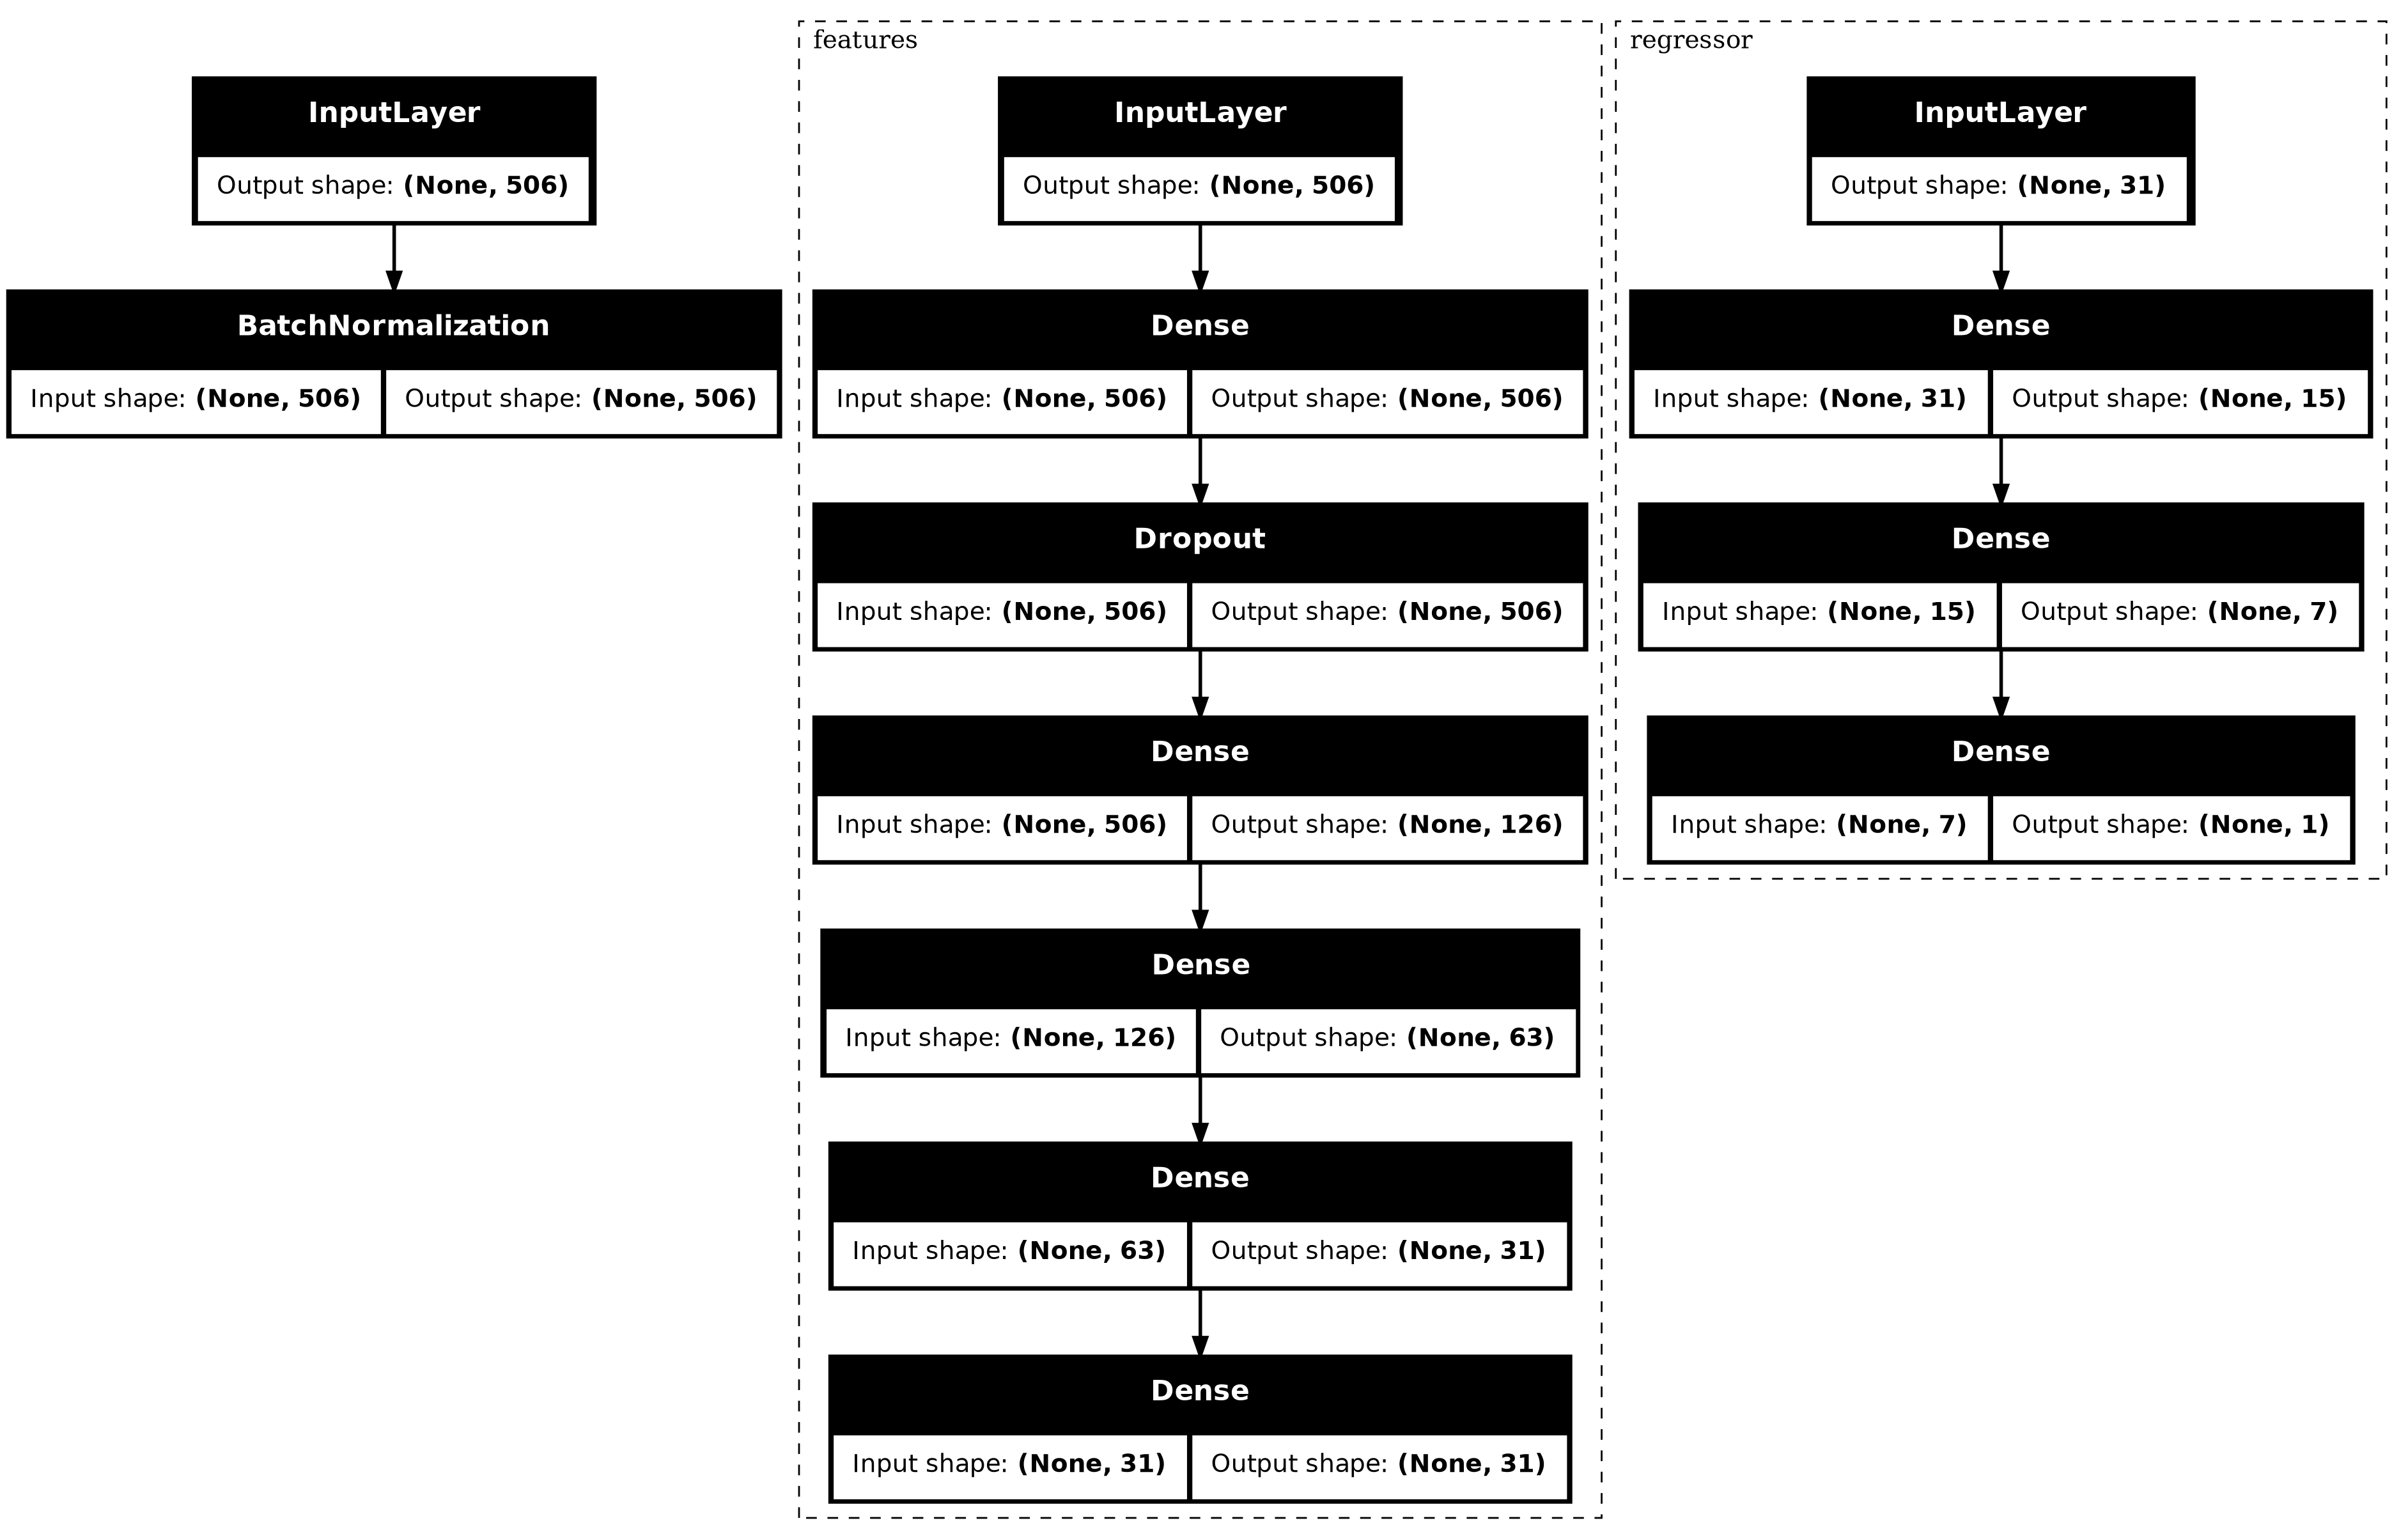 InputLayer
Output shape: (None, 506)
BatchNormalization
Input shape: (None, 506) Output shape: (None, 506)
features
InputLayer
Output shape: (None, 506)
Dense
Input shape: (None, 506) Output shape: (None, 506)
Dropout
Input shape: (None, 506) Output shape: (None, 506)
Dense
Input shape: (None, 506) Output shape: (None, 126)
Dense
Input shape: (None, 126) Output shape: (None, 63)
Dense
Input shape: (None, 63) Output shape: (None, 31)
Dense
Input shape: (None, 31) Output shape: (None, 31)
regressor
InputLayer
Output shape: (None, 31)
Dense
Input shape: (None, 31) Output shape: (None, 15)
Dense
Input shape: (None, 15) Output shape: (None, 7)
Dense
Input shape: (None, 7) Output shape: (None, 1)